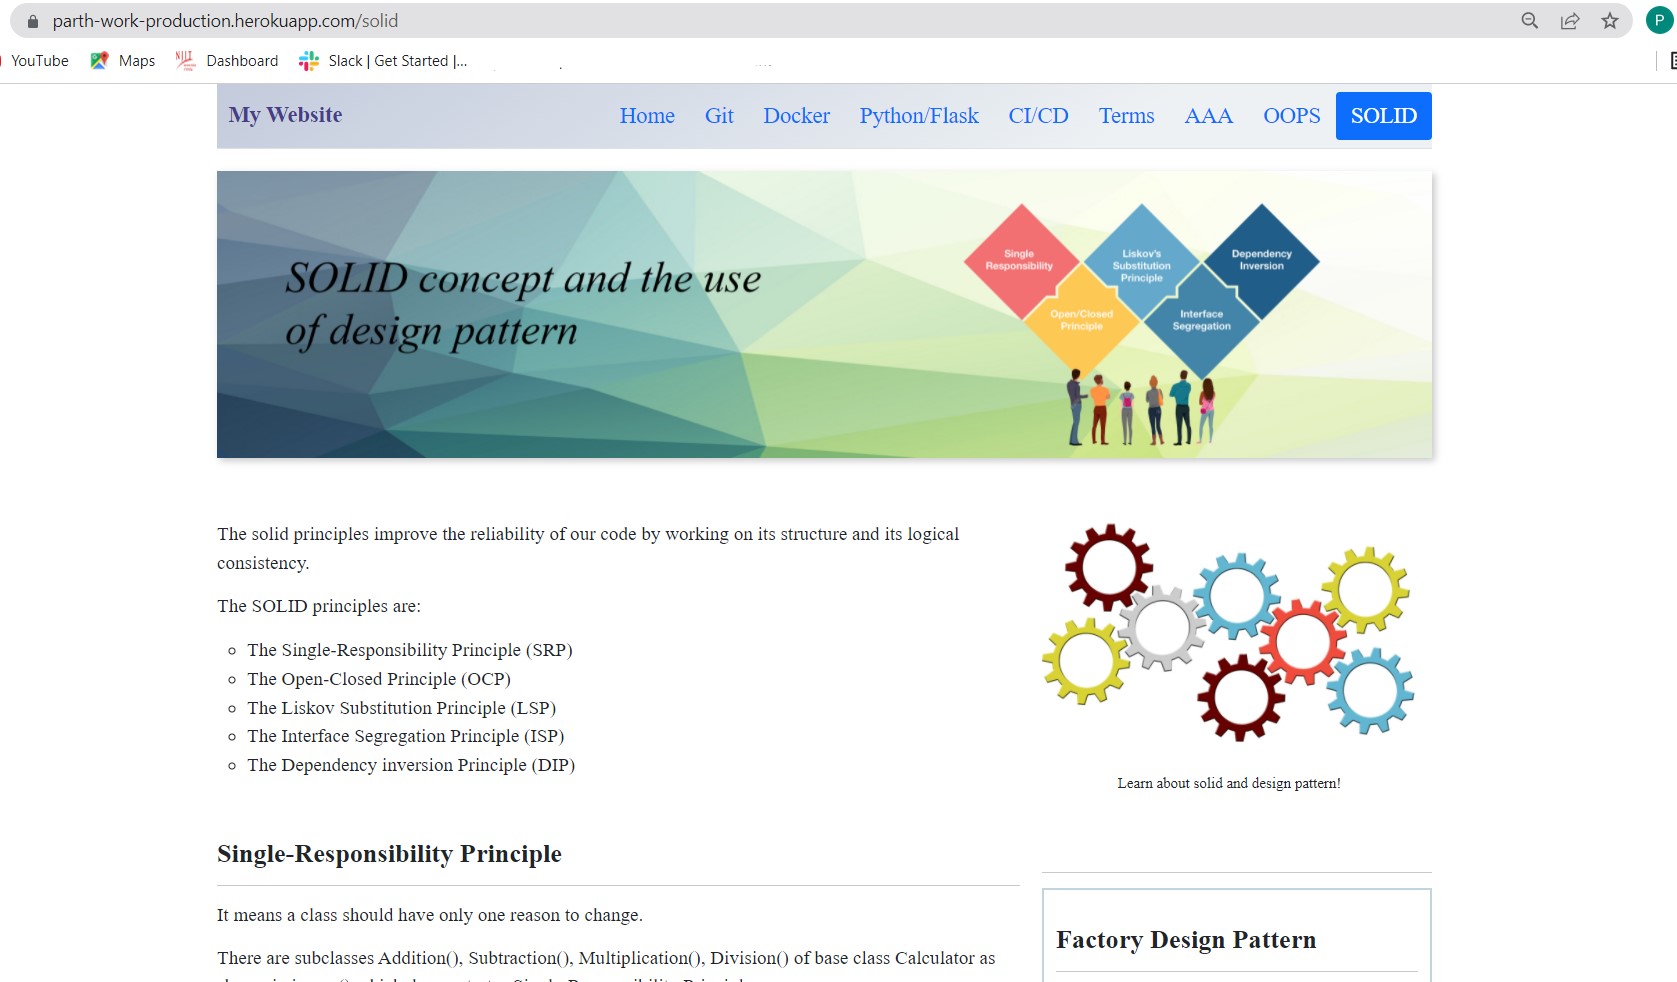 parth-work-production.herokuapp.com/solid
P
YouTube Maps Dashboard Slack | Get Started |...
My Website Home Git Docker Python/Flask CI/CD Terms AAA OOPS SOLID
SOLID concept and the use
of design pattern
Single
Responsibility
Liskov's
Substitution
Principle
Dependency
Inversion
Open/Closed
Principle
Interface
Segregation
The solid principles improve the reliability of our code by working on its structure and its logical
consistency.
The SOLID principles are:
The Single-Responsibility Principle (SRP)
The Open-Closed Principle (OCP)
The Liskov Substitution Principle (LSP)
The Interface Segregation Principle (ISP)
The Dependency inversion Principle (DIP)
Learn about solid and design pattern!
Single-Responsibility Principle
It means a class should have only one reason to change.
There are subclasses Addition(), Subtraction(), Multiplication(), Division() of base class Calculator as
Factory Design Pattern